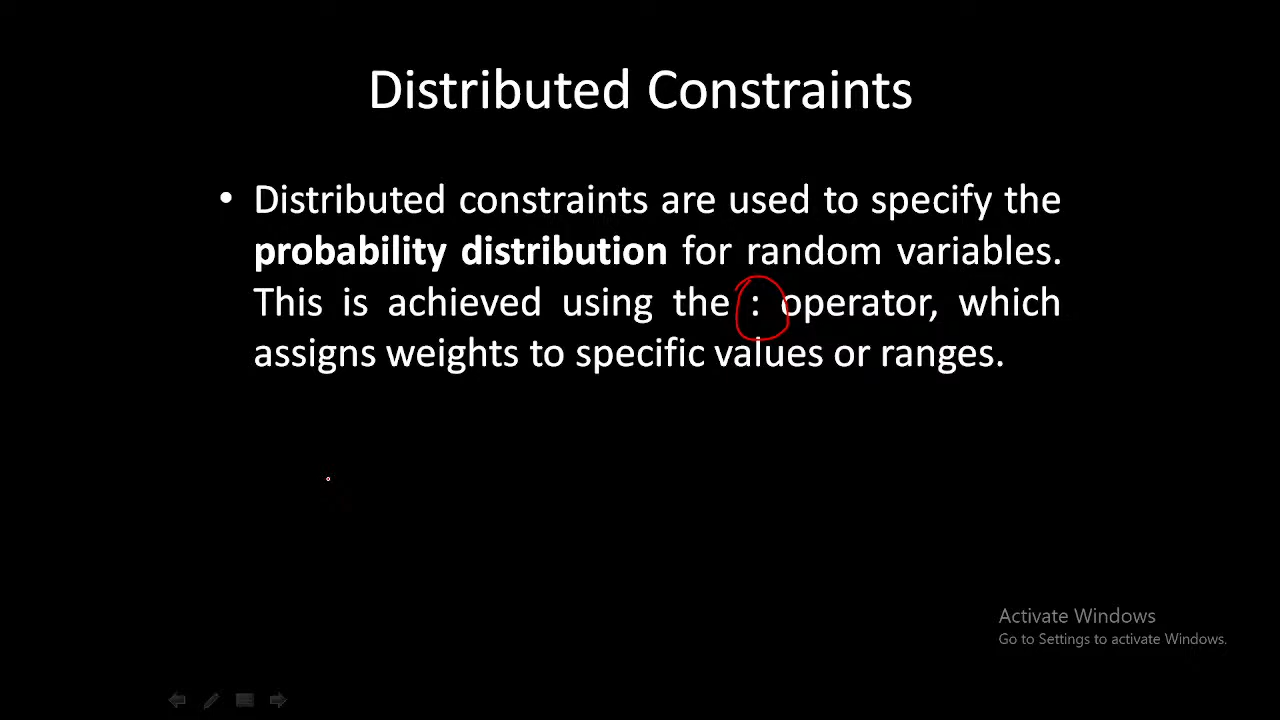 Distributed Constraints
• Distributed constraints are used to specify the
probability distribution for random variables.
This is achieved using the : operator, which
assigns weights to specific values or ranges.
Activate Windows
Go to Settings to activate Windows.